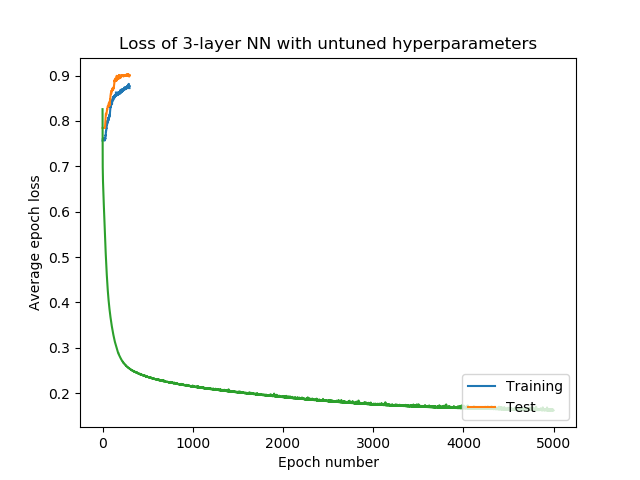 Loss of 3-layer NN with untuned hyperparameters
0.9
0.8
0.7
0.6
0.5
0.4
0.3
0.2
Average epoch loss
Training
Test
0 1000 2000 3000 4000 5000
Epoch number